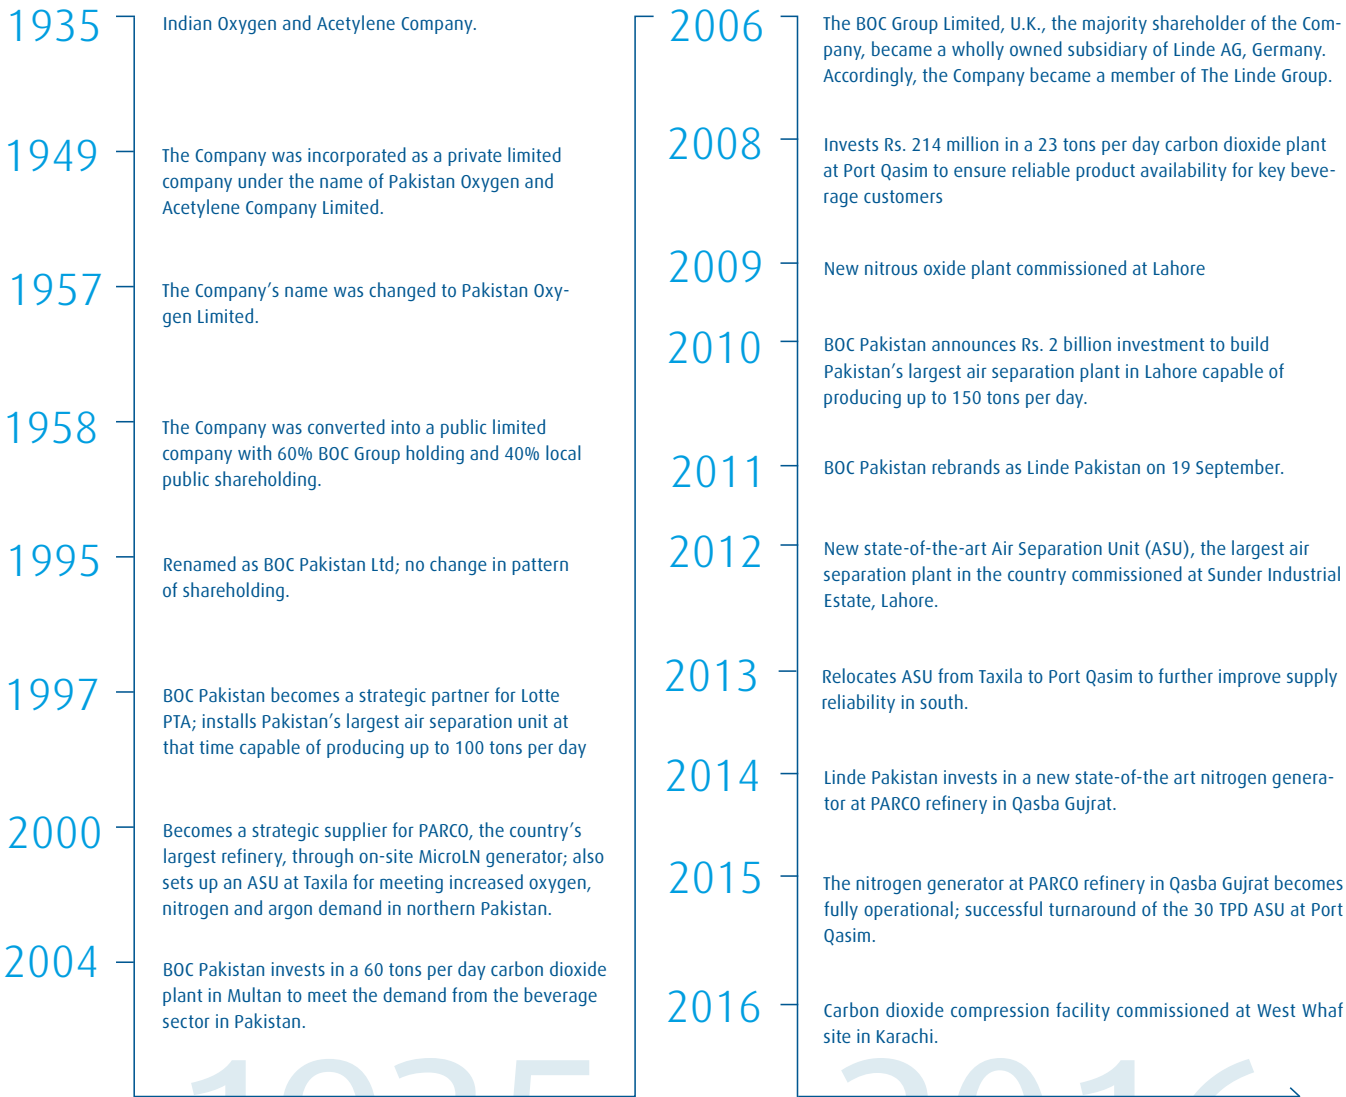 1935
Indian Oxygen and Acetylene Company.
1949
The Company was incorporated as a private limited
company under the name of Pakistan Oxygen and
Acetylene Company Limited.
1957
The Company's name was changed to Pakistan Oxy-
gen Limited.
1958
The Company was converted into a public limited
company with 60% BOC Group holding and 40% local
public shareholding.
1995
Renamed as BOC Pakistan Ltd; no change in pattern
of shareholding.
1997
BOC Pakistan becomes a strategic partner for Lotte
PTA; installs Pakistan's largest air separation unit at
that time capable of producing up to 100 tons per day
2000
Becomes a strategic supplier for PARCO, the country's
largest refinery, through on-site MicroLN generator; also
sets up an ASU at Taxila for meeting increased oxygen,
nitrogen and argon demand in northern Pakistan.
2004
BOC Pakistan invests in a 60 tons per day carbon dioxide
plant in Multan to meet the demand from the beverage
sector in Pakistan.
1935
2006
The BOC Group Limited, U.K., the majority shareholder of the Com-
pany, became a wholly owned subsidiary of Linde AG, Germany.
Accordingly, the Company became a member of The Linde Group.
2008
Invests Rs. 214 million in a 23 tons per day carbon dioxide plant
at Port Qasim to ensure reliable product availability for key beve-
rage customers
2009
New nitrous oxide plant commissioned at Lahore
2010
BOC Pakistan announces Rs. 2 billion investment to build
Pakistan's largest air separation plant in Lahore capable of
producing up to 150 tons per day.
2011
BOC Pakistan rebrands as Linde Pakistan on 19 September.
2012
New state-of-the-art Air Separation Unit (ASU), the largest air
separation plant in the country commissioned at Sunder Industrial
Estate, Lahore.
2013
Relocates ASU from Taxila to Port Qasim to further improve supply
reliability in south.
2014
Linde Pakistan invests in a new state-of-the art nitrogen genera-
tor at PARCO refinery in Qasba Gujrat.
2015
The nitrogen generator at PARCO refinery in Qasba Gujrat becomes
fully operational; successful turnaround of the 30 TPD ASU at Port
Qasim.
2016
Carbon dioxide compression facility commissioned at West Whaf
site in Karachi.
2016